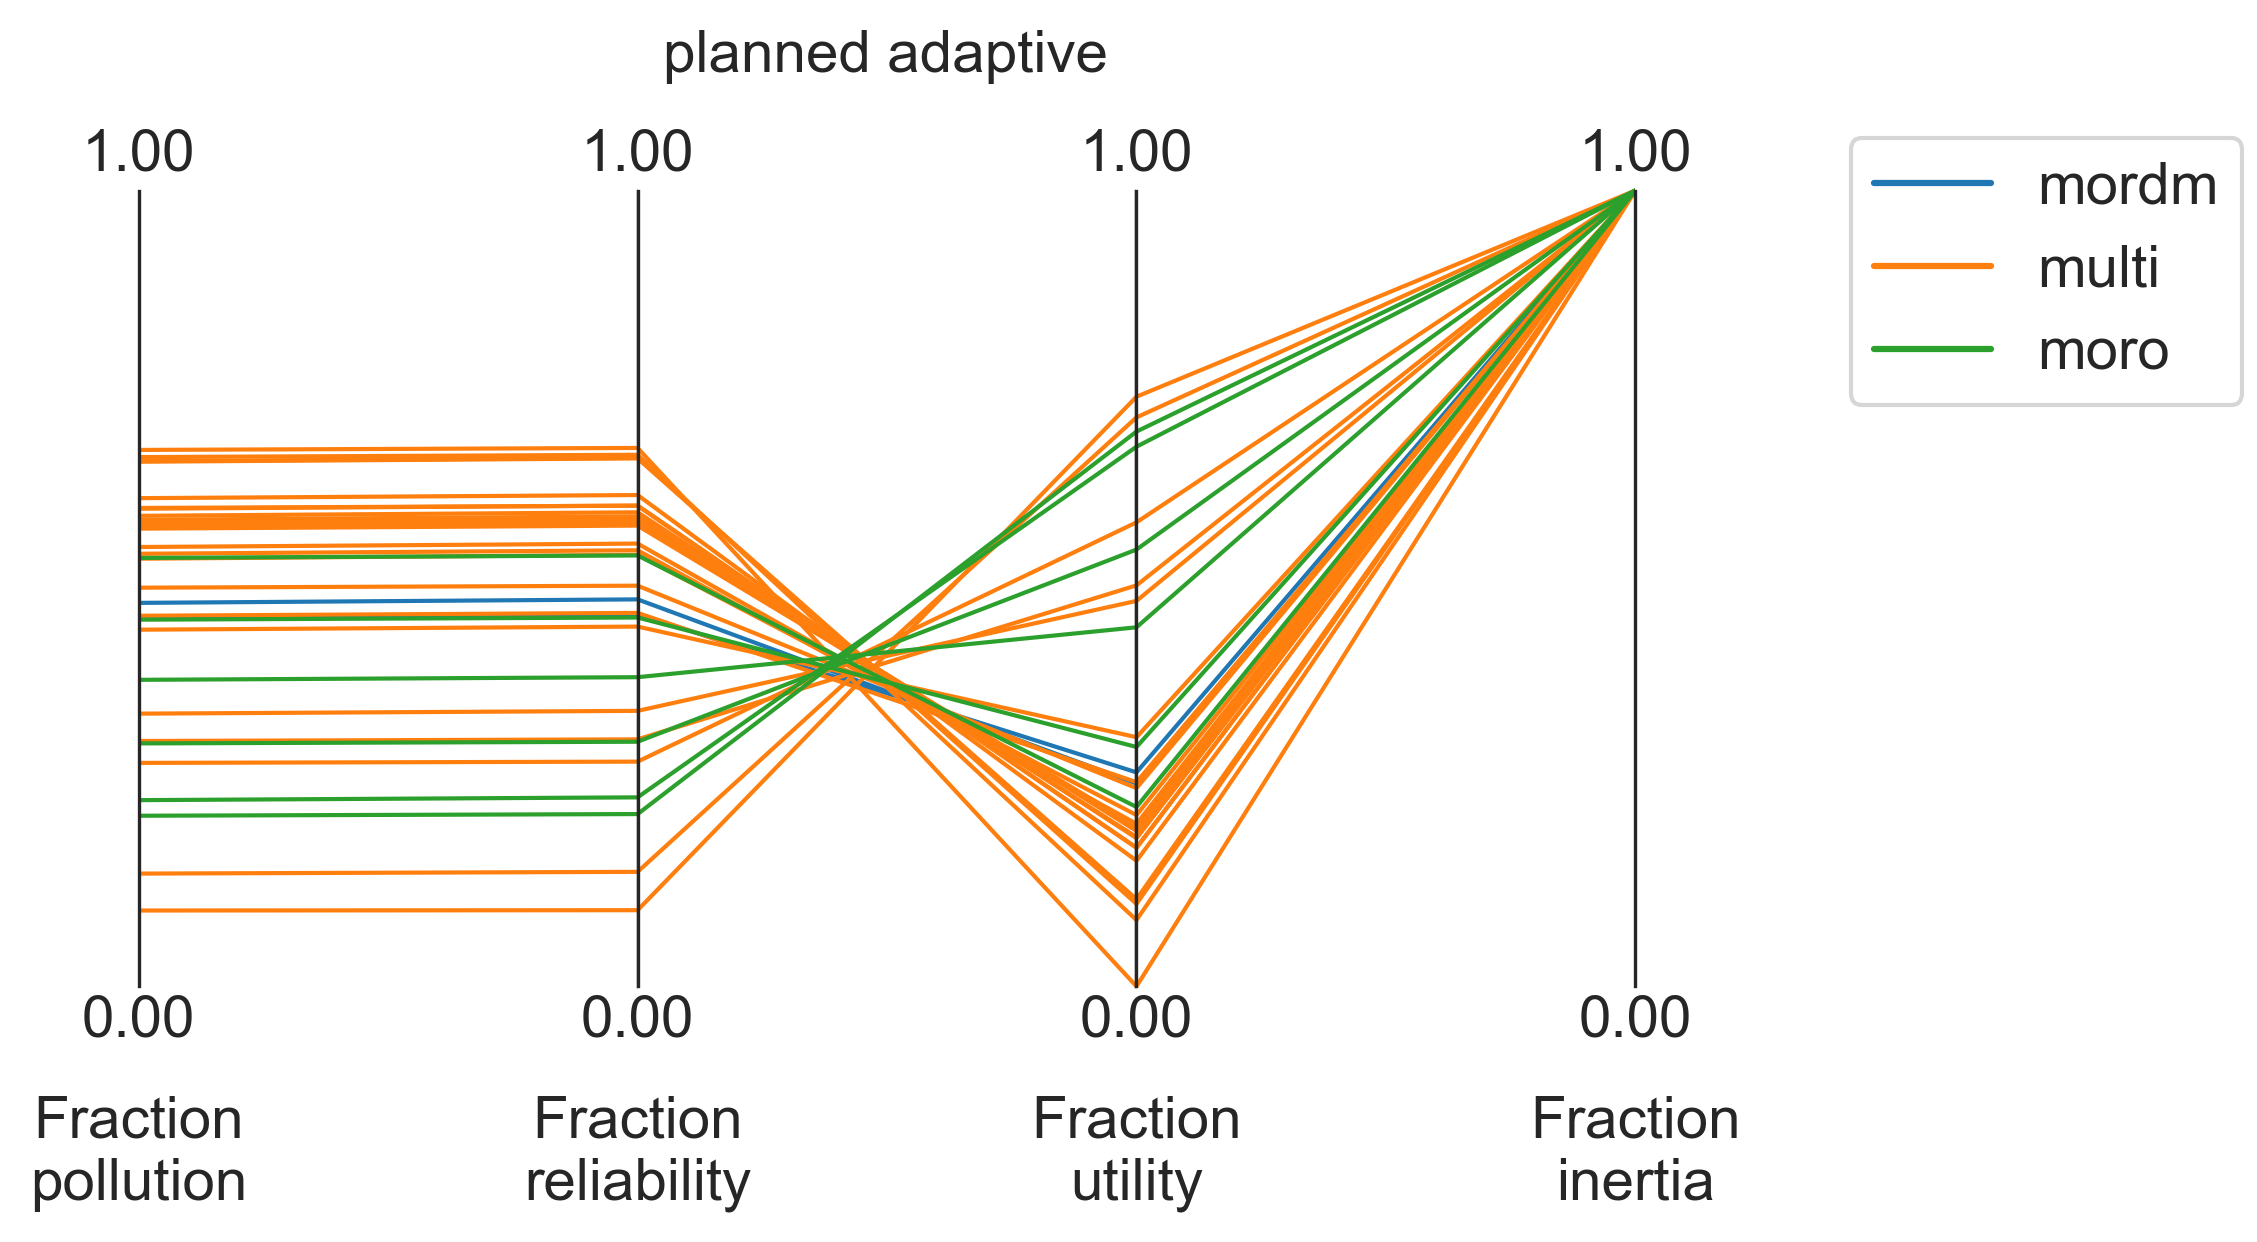 planned adaptive
1.00
1.00
1.00
1.00
mordm
multi
moro
0.00
0.00
0.00
0.00
Fraction
pollution
Fraction
reliability
Fraction
utility
Fraction
inertia